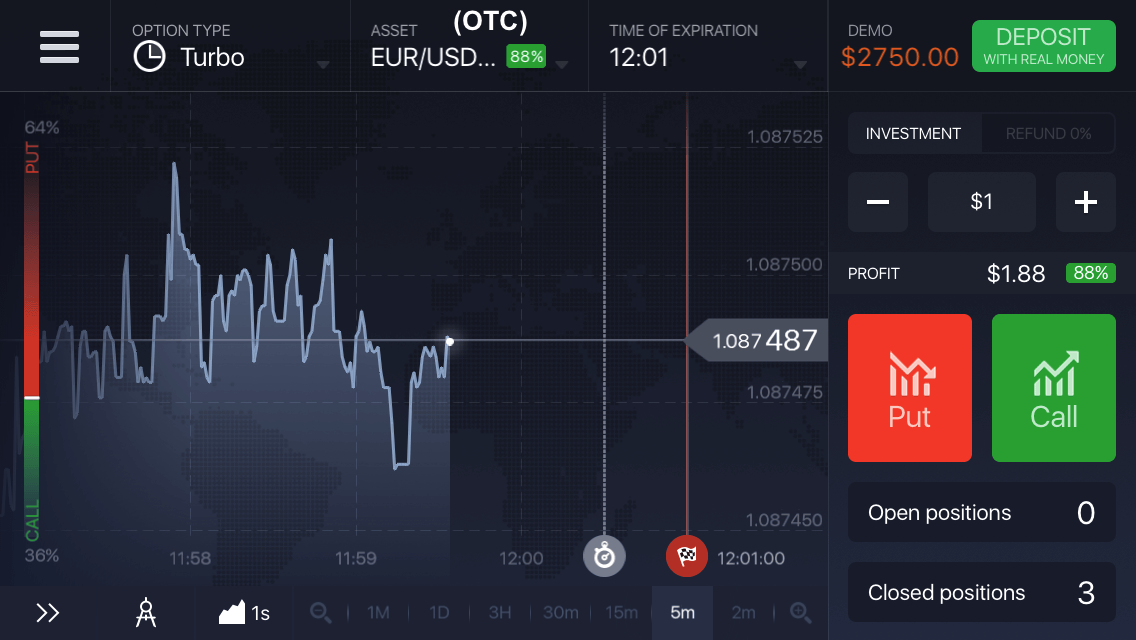 OPTION TYPE
Turbo
ASSET
(OTC)
EUR/USD...
88%
TIME OF EXPIRATION
12:01
DEMO
$2750.00
DEPOSIT
WITH REAL MONEY
64%
PUT
CALL
36%
1.087525
1.087500
1.087487
1.087475
1.087450
11:58
11:59
12:00
12:01:00
1s
1M
1D
3H
30m
15m
5m
2m
INVESTMENT
REFUND 0%
$1
PROFIT
$1.88
88%
Put
Call
Open positions
0
Closed positions
3